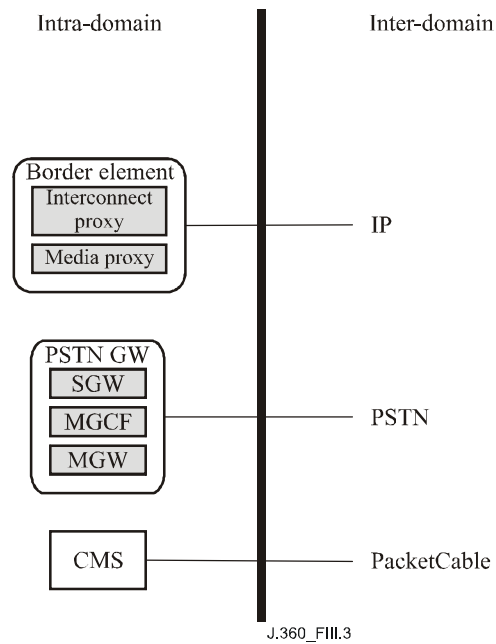 Intra-domain
Inter-domain
Border element
Interconnect
proxy
Media proxy
IP
PSTN GW
SGW
MGCF
MGW
PSTN
CMS
PacketCable
J.360_FIII.3